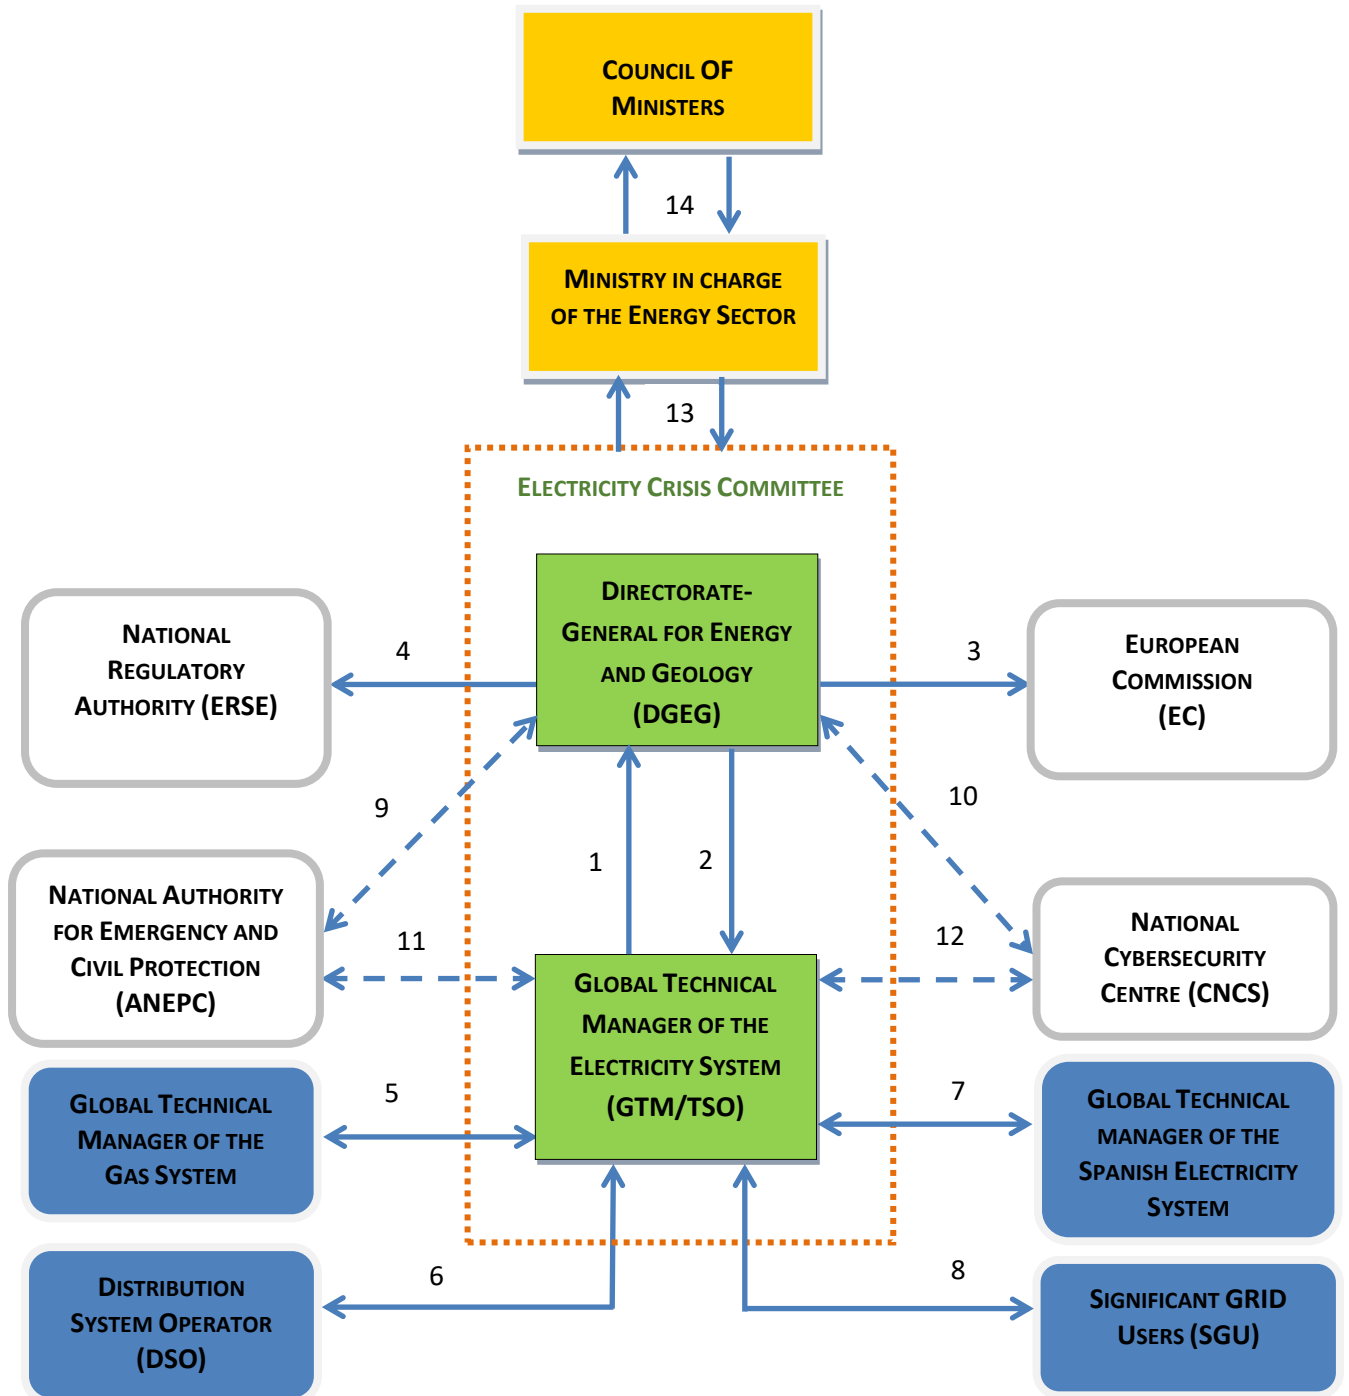 COUNCIL OF
MINISTERS
14
MINISTRY IN CHARGE
OF THE ENERGY SECTOR
13
ELECTRICITY CRISIS COMMITTEE
DIRECTORATE-
GENERAL FOR ENERGY
AND GEOLOGY
(DGEG)
NATIONAL
REGULATORY
AUTHORITY (ERSE)
4
3
EUROPEAN
COMMISSION
(EC)
9
10
1
2
NATIONAL AUTHORITY
FOR EMERGENCY AND
CIVIL PROTECTION
(ANEPC)
11
12
NATIONAL
CYBERSECURITY
CENTRE (CNCS)
GLOBAL TECHNICAL
MANAGER OF THE
ELECTRICITY SYSTEM
(GTM/TSO)
GLOBAL TECHNICAL
MANAGER OF THE
GAS SYSTEM
5
7
GLOBAL TECHNICAL
MANAGER OF THE
SPANISH ELECTRICITY
SYSTEM
DISTRIBUTION
SYSTEM OPERATOR
(DSO)
6
8
SIGNIFICANT GRID
USERS (SGU)